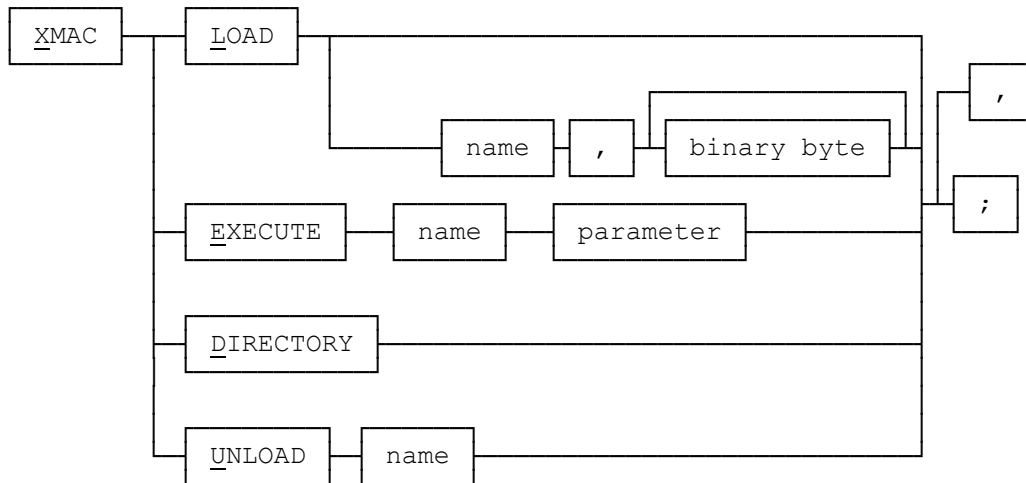 XMAC LOAD
,
name , binary byte
;
EXECUTE name parameter
DIRECTORY
UNLOAD name